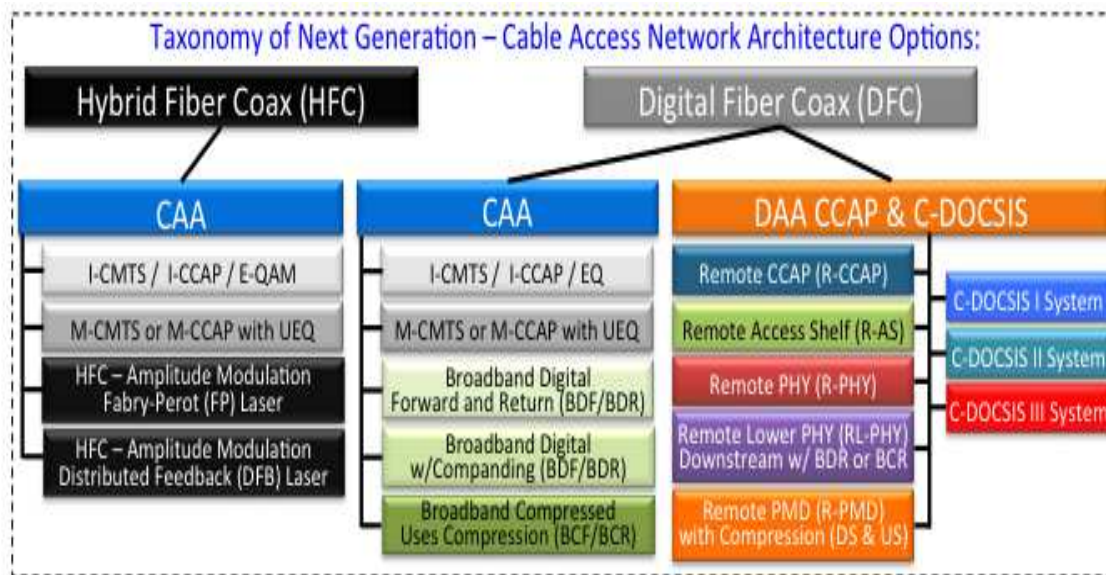 Taxonomy of Next Generation – Cable Access Network Architecture Options:
Hybrid Fiber Coax (HFC)
Digital Fiber Coax (DFC)
CAA
I-CMTS / I-CCAP / E-QAM
M-CMTS or M-CCAP with UEQ
HFC – Amplitude Modulation
Fabry-Perot (FP) Laser
HFC – Amplitude Modulation
Distributed Feedback (DFB) Laser
CAA
I-CMTS / I-CCAP / EQ
M-CMTS or M-CCAP with UEQ
Broadband Digital
Forward and Return (BDF/BDR)
Broadband Digital
w/Companding (BDF/BDR)
Broadband Compressed
Uses Compression (BCF/BCR)
DAA CCAP & C-DOCSIS
Remote CCAP (R-CCAP)
Remote Access Shelf (R-AS)
Remote PHY (R-PHY)
Remote Lower PHY (RL-PHY)
Downstream w/ BDR or BCR
Remote PMD (R-PMD)
with Compression (DS & US)
C-DOCSIS I System
C-DOCSIS II System
C-DOCSIS III System